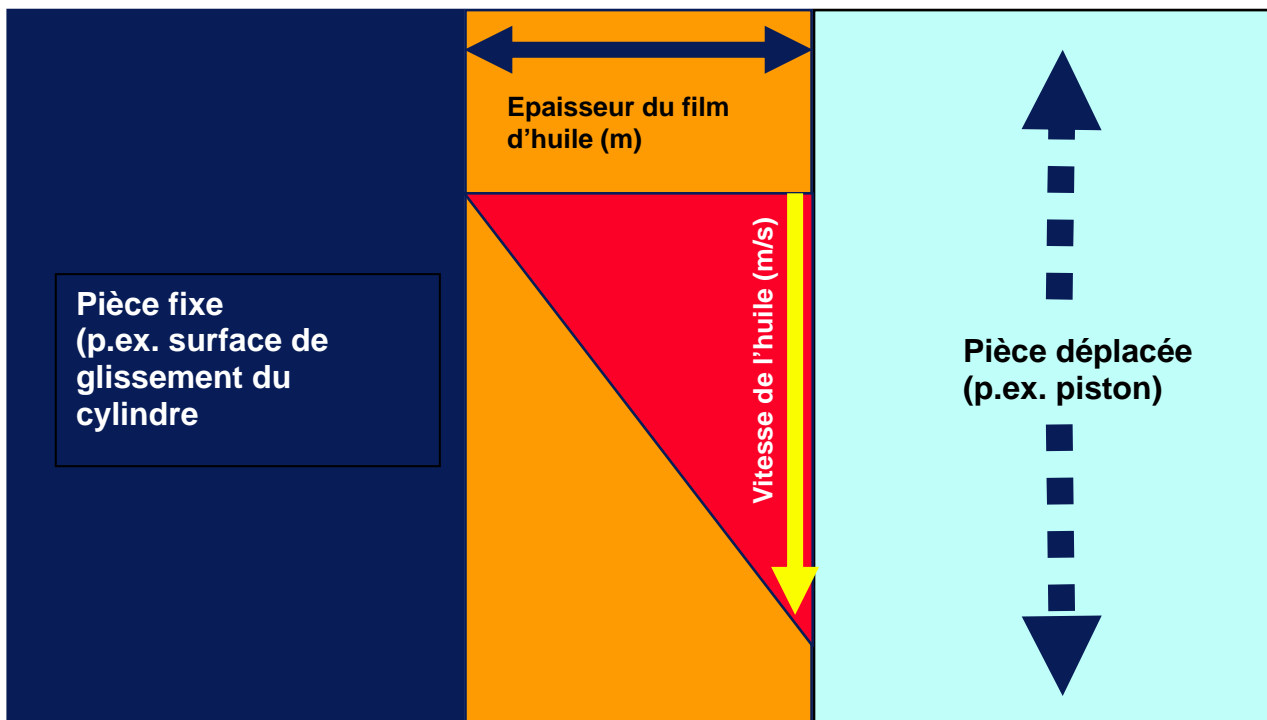 Epaisseur du film
d’huile (m)
Vitesse de l’huile (m/s)
Pièce fixe
(p.ex. surface de
glissement du
cylindre
Pièce déplacée
(p.ex. piston)